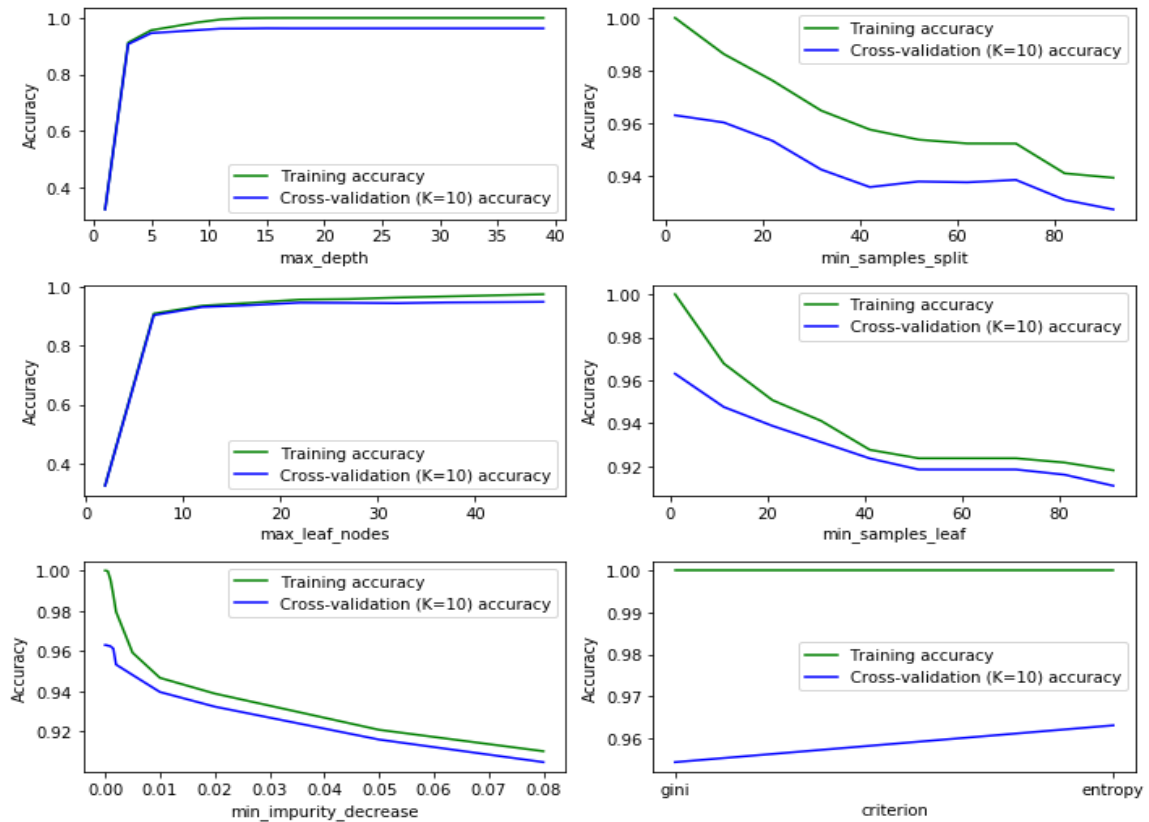 1.0
0.8
0.6
0.4
Accuracy
Training accuracy
Cross-validation (K=10) accuracy
0 5 10 15 20 25 30 35 40
max_depth
1.00
0.98
0.96
0.94
Accuracy
Training accuracy
Cross-validation (K=10) accuracy
0 20 40 60 80
min_samples_split
1.0
0.8
0.6
0.4
Accuracy
Training accuracy
Cross-validation (K=10) accuracy
0 10 20 30 40
max_leaf_nodes
1.00
0.98
0.96
0.94
0.92
Accuracy
Training accuracy
Cross-validation (K=10) accuracy
0 20 40 60 80
min_samples_leaf
1.00
0.98
0.96
0.94
0.92
Accuracy
Training accuracy
Cross-validation (K=10) accuracy
0.00 0.01 0.02 0.03 0.04 0.05 0.06 0.07 0.08
min_impurity_decrease
1.00
0.99
0.98
0.97
0.96
Accuracy
Training accuracy
Cross-validation (K=10) accuracy
gini entropy
criterion